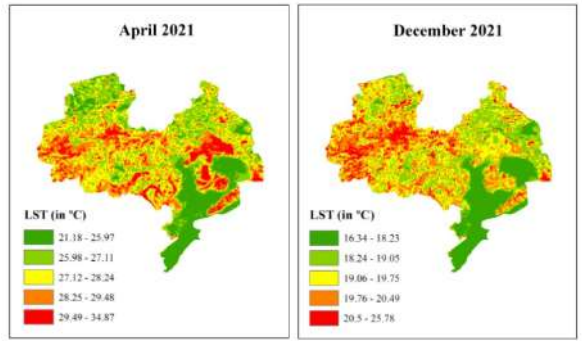 April 2021
LST (in ºC)
21.18 - 25.97
25.98 - 27.11
27.12 - 28.24
28.25 - 29.48
29.49 - 34.87
December 2021
LST (in ºC)
16.34 - 18.23
18.24 - 19.05
19.06 - 19.75
19.76 - 20.49
20.5 - 25.78